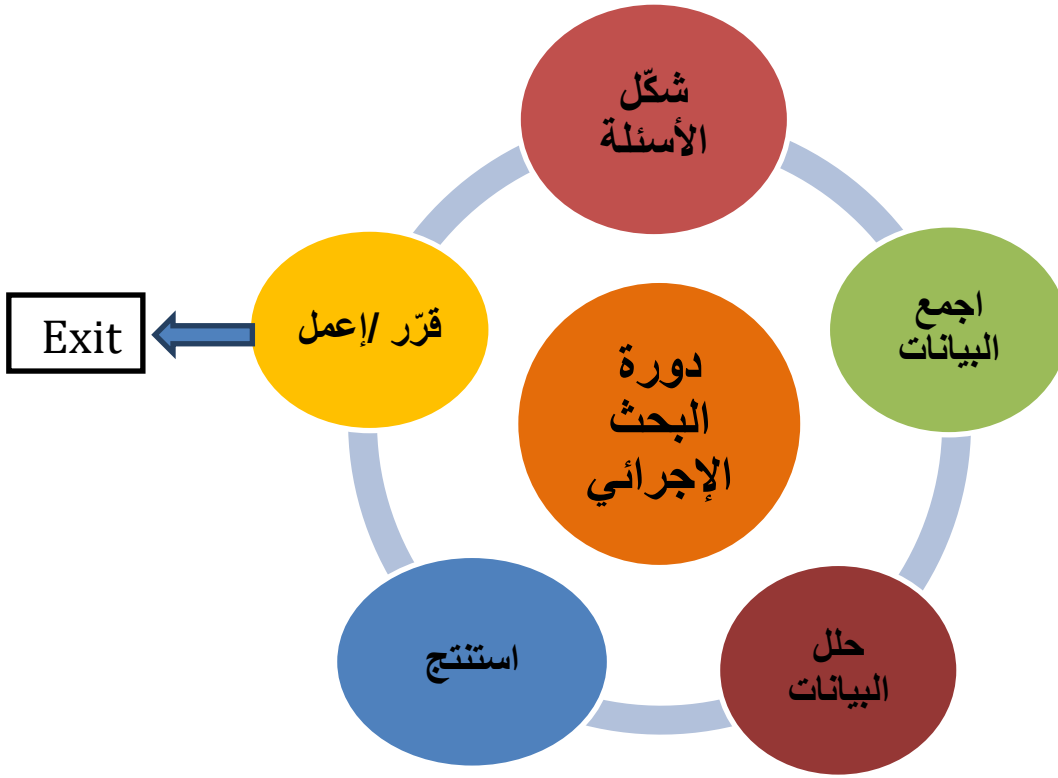 شكّل
الأسئلة
اجمع
البيانات
حلل
البيانات
استنتج
قرّر /إعمل
Exit
دورة
البحث
الإجرائي